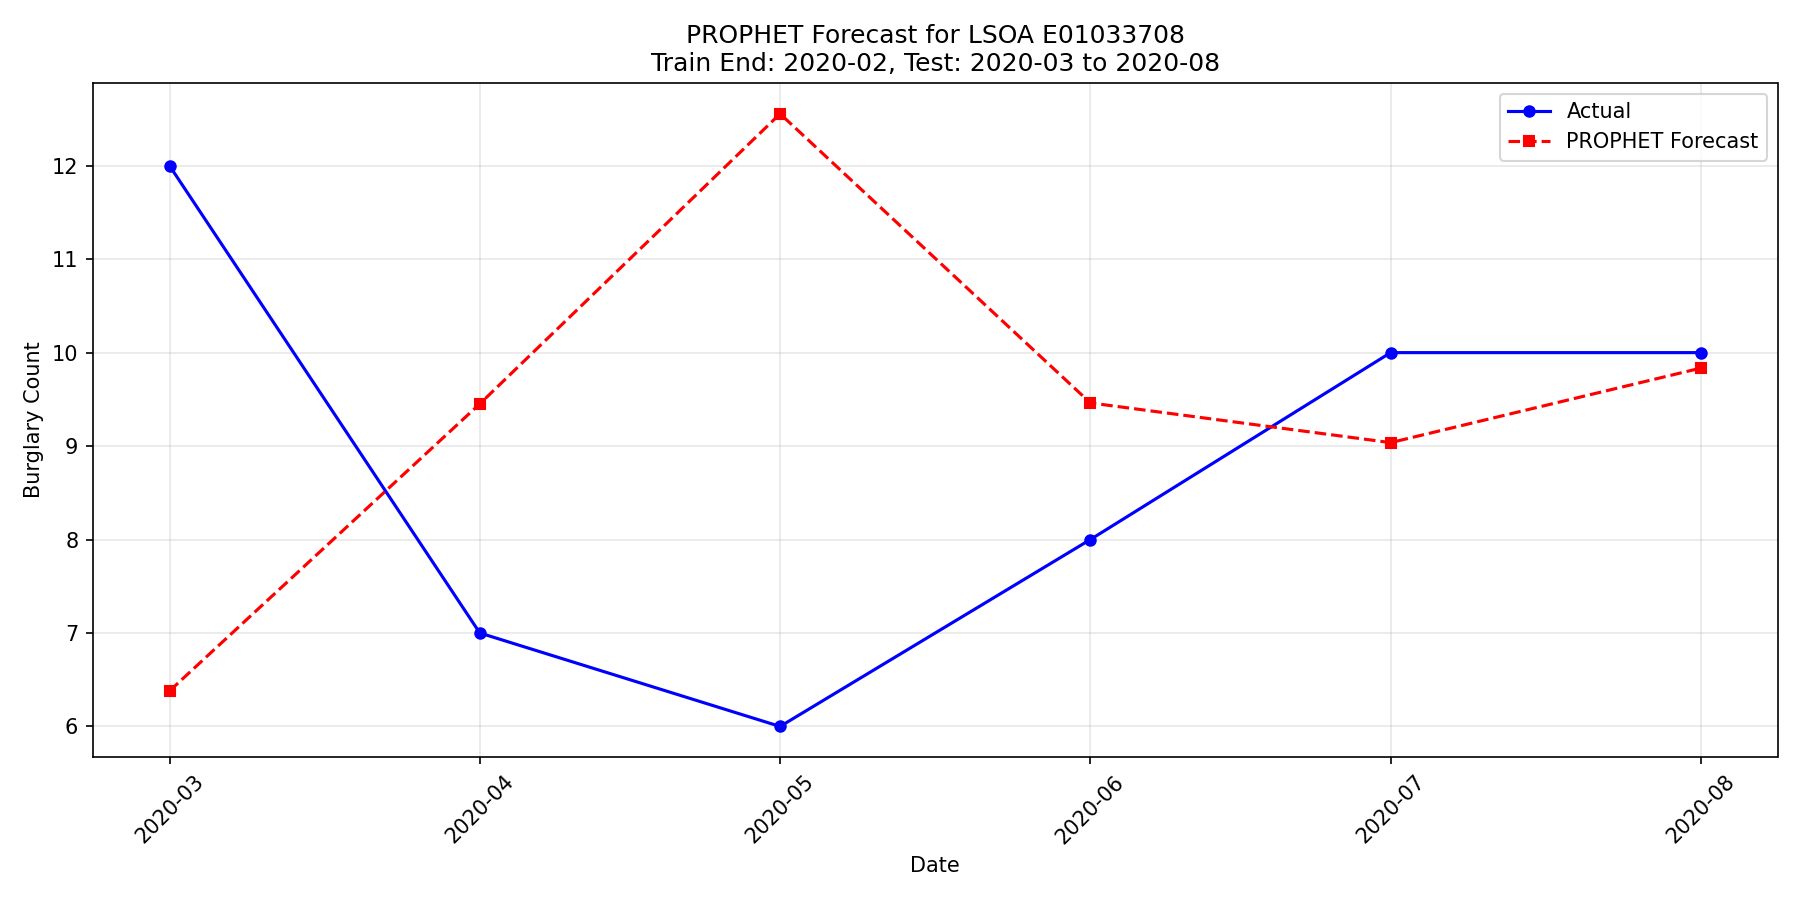 PROPHET Forecast for LSOA E01033708
Train End: 2020-02, Test: 2020-03 to 2020-08
Actual
PROPHET Forecast
Burglary Count
12
11
10
9
8
7
6
2020-03
2020-04
2020-05
2020-06
2020-07
2020-08
Date